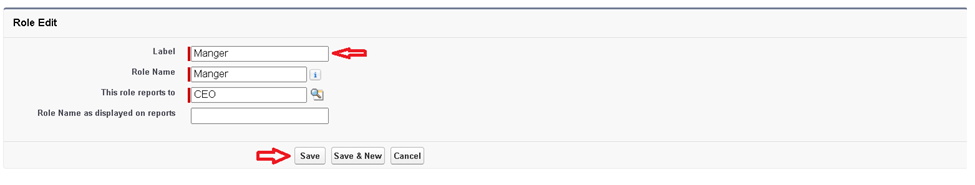 Role Edit
Label Manger
Role Name Manger i
This role reports to CEO
Role Name as displayed on reports
Save Save & New Cancel